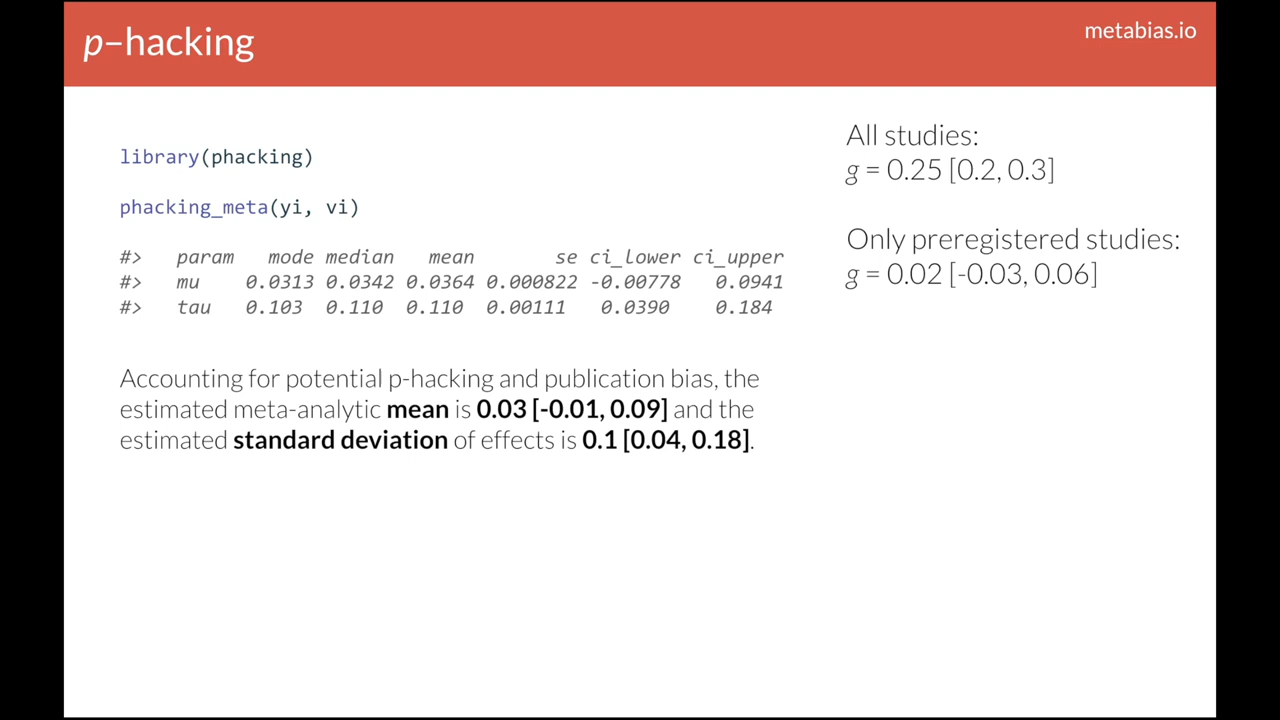 p-hacking
metabias.io
library(phacking)
phacking_meta(yi, vi)
#> param mode median mean se ci_lower ci_upper
#> mu 0.0313 0.0342 0.0364 0.000822 -0.00778 0.0941
#> tau 0.103 0.110 0.110 0.00111 0.0390 0.184
Accounting for potential p-hacking and publication bias, the
estimated meta-analytic mean is 0.03 [-0.01, 0.09] and the
estimated standard deviation of effects is 0.1 [0.04, 0.18].
All studies:
g = 0.25 [0.2, 0.3]
Only preregistered studies:
g = 0.02 [-0.03, 0.06]